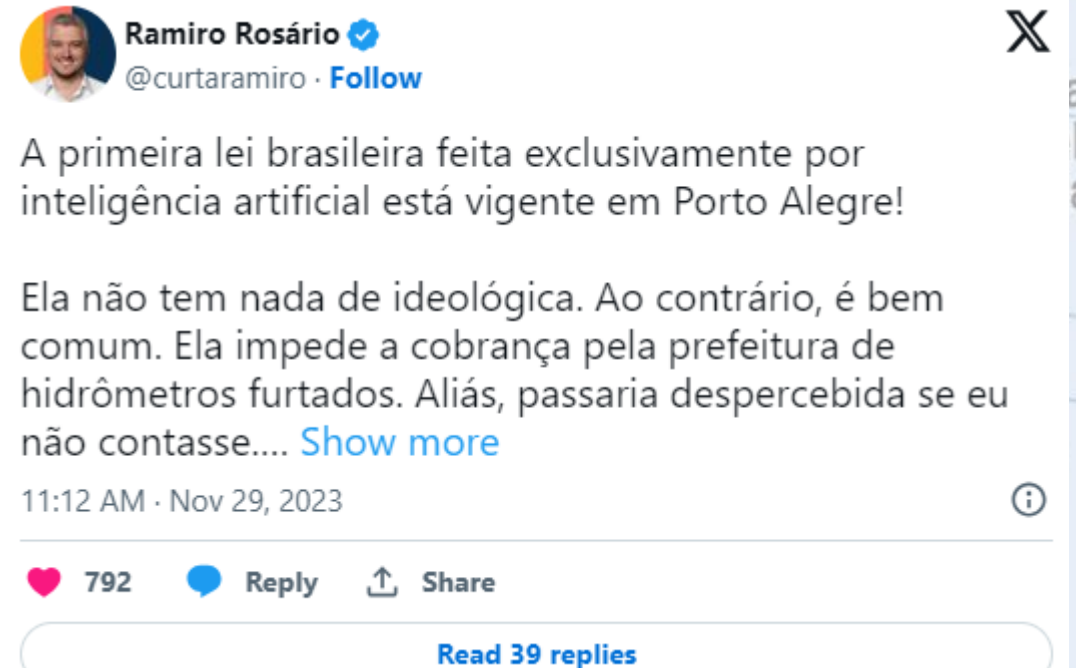 Ramiro Rosário
@curtaramiro · Follow
A primeira lei brasileira feita exclusivamente por
inteligência artificial está vigente em Porto Alegre!
Ela não tem nada de ideológica. Ao contrário, é bem
comum. Ela impede a cobrança pela prefeitura de
hidrômetros furtados. Aliás, passaria despercebida se eu
não contasse.... Show more
11:12 AM · Nov 29, 2023
792 Reply Share
Read 39 replies